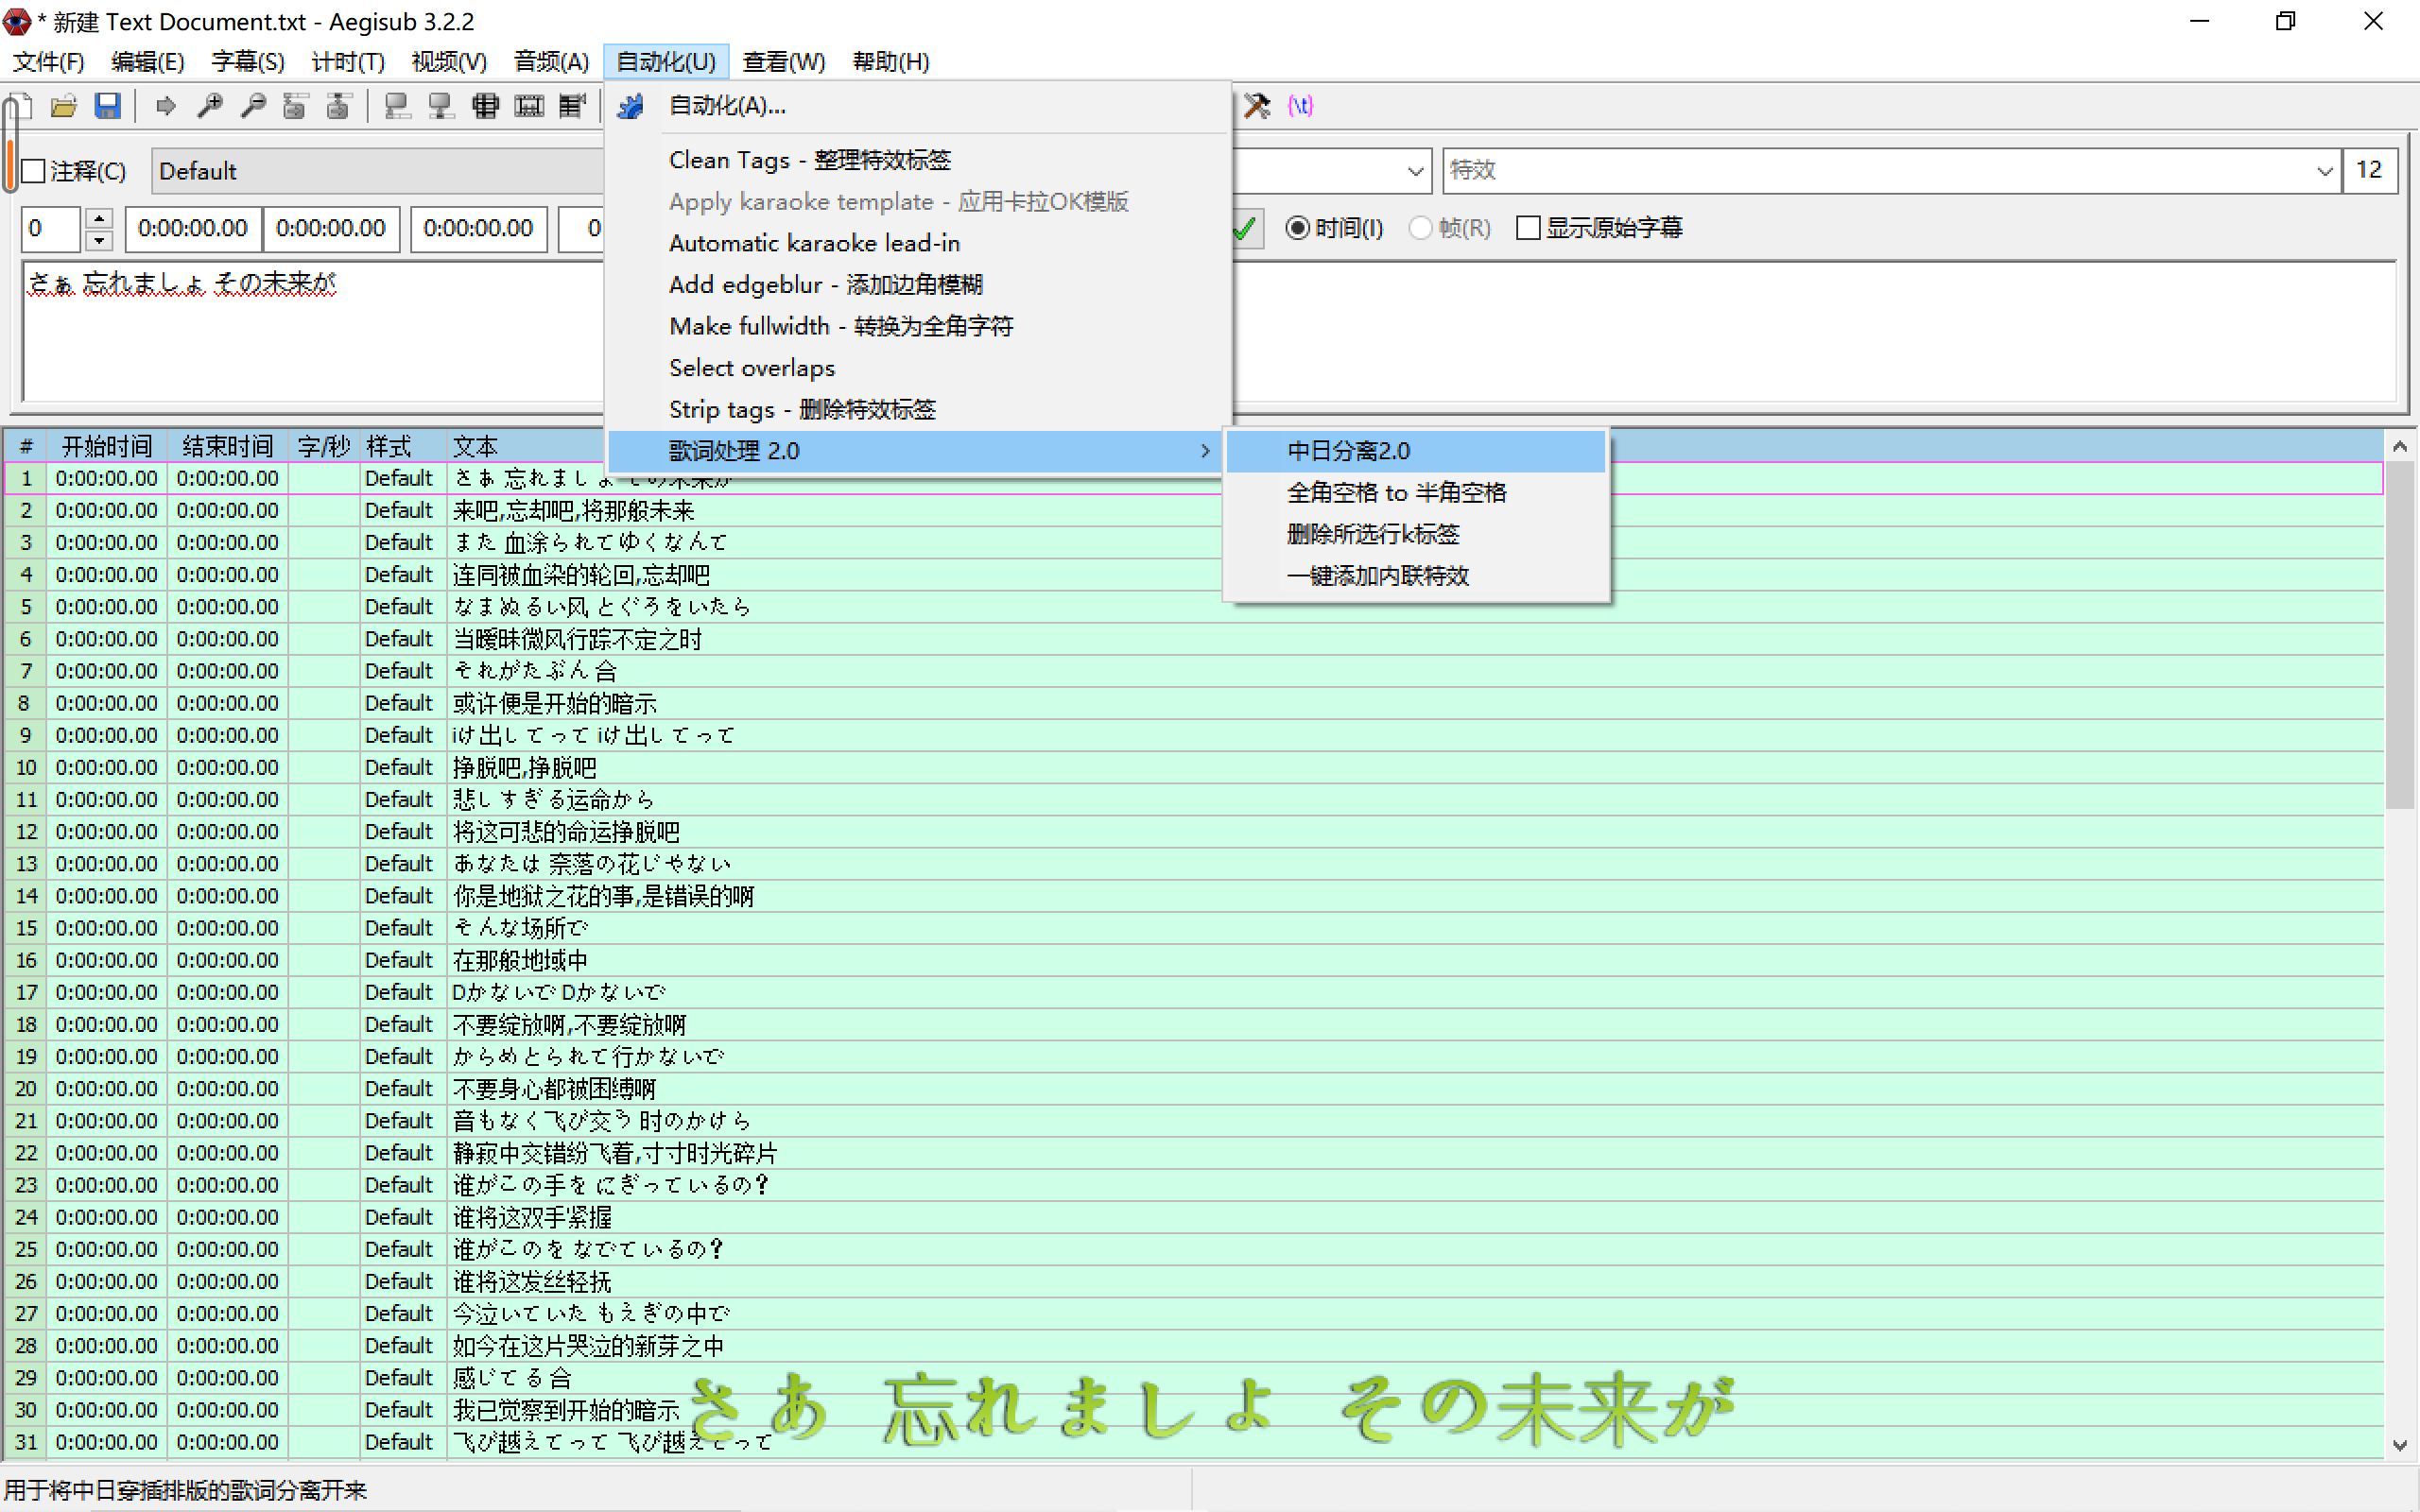 * 新建 Text Document.txt - Aegisub 3.2.2
文件(F) 编辑(E) 字幕(S) 计时(T) 视频(V) 音频(A) 自动化(U) 查看(W) 帮助(H)
自动化(A)...
{\t}
Clean Tags - 整理特效标签
注释(C) Default 特效 12
Apply karaoke template - 应用卡拉OK模版
0 0:00:00.00 0:00:00.00 0:00:00.00 0 时间(I) 帧(R) 显示原始字幕
Automatic karaoke lead-in
さぁ 忘れましょ その未来が
Add edgeblur - 添加边角模糊
Make fullwidth - 转换为全角字符
Select overlaps
Strip tags - 删除特效标签
歌词处理 2.0
中日分离2.0
全角空格 to 半角空格
删除所选行k标签
一键添加内联特效
# 开始时间 结束时间 字/秒 样式 文本
1 0:00:00.00 0:00:00.00 Default さぁ 忘れましょ その未来が
2 0:00:00.00 0:00:00.00 Default 来吧,忘却吧,将那般未来
3 0:00:00.00 0:00:00.00 Default また 血涂られてゆくなんて
4 0:00:00.00 0:00:00.00 Default 连同被血染的轮回,忘却吧
5 0:00:00.00 0:00:00.00 Default なまぬるい风 とぐろをいたら
6 0:00:00.00 0:00:00.00 Default 当暧昧微风行踪不定之时
7 0:00:00.00 0:00:00.00 Default それがたぶん 合
8 0:00:00.00 0:00:00.00 Default 或许便是开始的暗示
9 0:00:00.00 0:00:00.00 Default iけ出してって iけ出してって
10 0:00:00.00 0:00:00.00 Default 挣脱吧,挣脱吧
11 0:00:00.00 0:00:00.00 Default 悲しすぎる运命から
12 0:00:00.00 0:00:00.00 Default 将这可悲的命运挣脱吧
13 0:00:00.00 0:00:00.00 Default あなたは 奈落の花じゃない
14 0:00:00.00 0:00:00.00 Default 你是地狱之花的事,是错误的啊
15 0:00:00.00 0:00:00.00 Default そんな场所で
16 0:00:00.00 0:00:00.00 Default 在那般地域中
17 0:00:00.00 0:00:00.00 Default Dかないで Dかないで
18 0:00:00.00 0:00:00.00 Default 不要绽放啊,不要绽放啊
19 0:00:00.00 0:00:00.00 Default からめとられて行かないで
20 0:00:00.00 0:00:00.00 Default 不要身心都被困缚啊
21 0:00:00.00 0:00:00.00 Default 音もなく飞び交う 时のかけら
22 0:00:00.00 0:00:00.00 Default 静寂中交错纷飞着,寸寸时光碎片
23 0:00:00.00 0:00:00.00 Default 谁がこの手を にぎっているの?
24 0:00:00.00 0:00:00.00 Default 谁将这双手紧握
25 0:00:00.00 0:00:00.00 Default 谁がこのを なでているの?
26 0:00:00.00 0:00:00.00 Default 谁将这发丝轻抚
27 0:00:00.00 0:00:00.00 Default 今泣いていた もえぎの中で
28 0:00:00.00 0:00:00.00 Default 如今在这片哭泣的新芽之中
29 0:00:00.00 0:00:00.00 Default 感じてる 合
30 0:00:00.00 0:00:00.00 Default 我已觉察到开始的暗示
31 0:00:00.00 0:00:00.00 Default 飞び越えてって 飞び越えてって
さあ 忘れましょ その未来が
用于将中日穿插排版的歌词分离开来